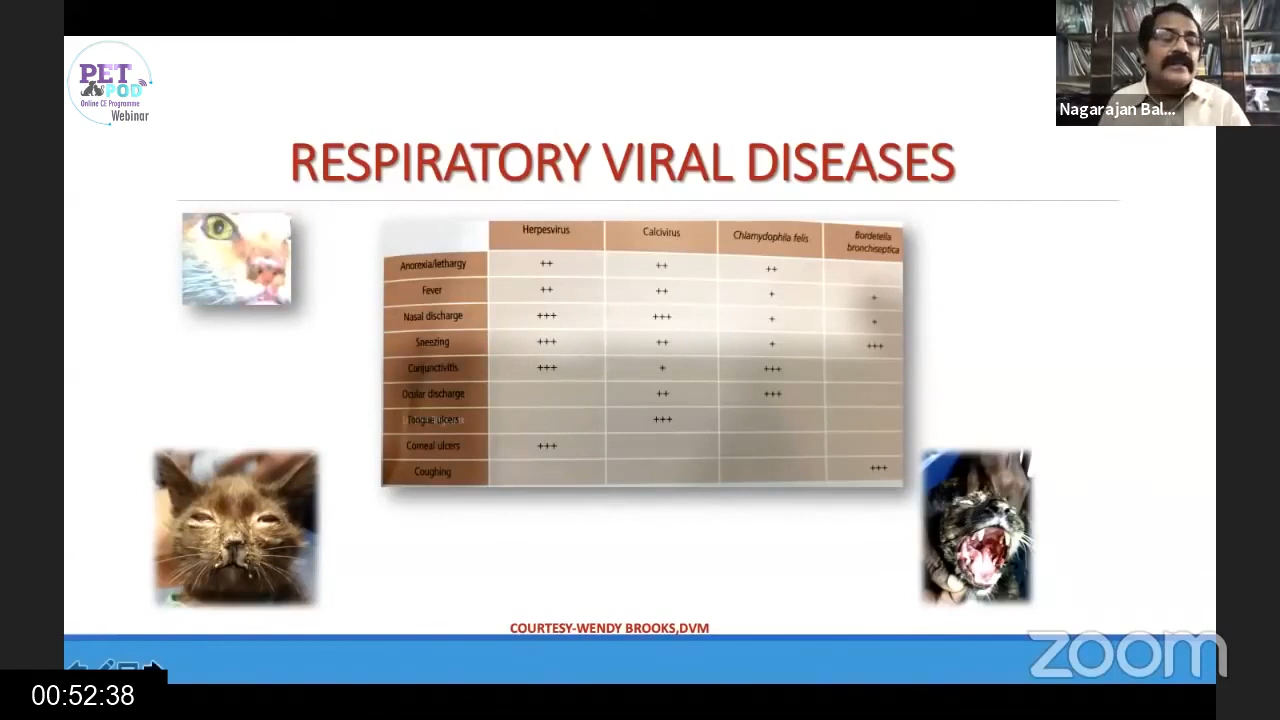 PET
POD
Online CE Programme
Webinar
Nagarajan Bal...
RESPIRATORY VIRAL DISEASES
Herpesvirus Calcivirus Chlamydophila felis Bordetella bronchiseptica
Anorexia/lethargy ++ ++ ++
Fever ++ ++ + +
Nasal discharge +++ +++ + +
Sneezing +++ ++ + +++
Conjunctivitis +++ + +++
Ocular discharge ++ +++
Tongue ulcers +++
Corneal ulcers +++
Coughing +++
COURTESY-WENDY BROOKS,DVM
zoom
00:52:38